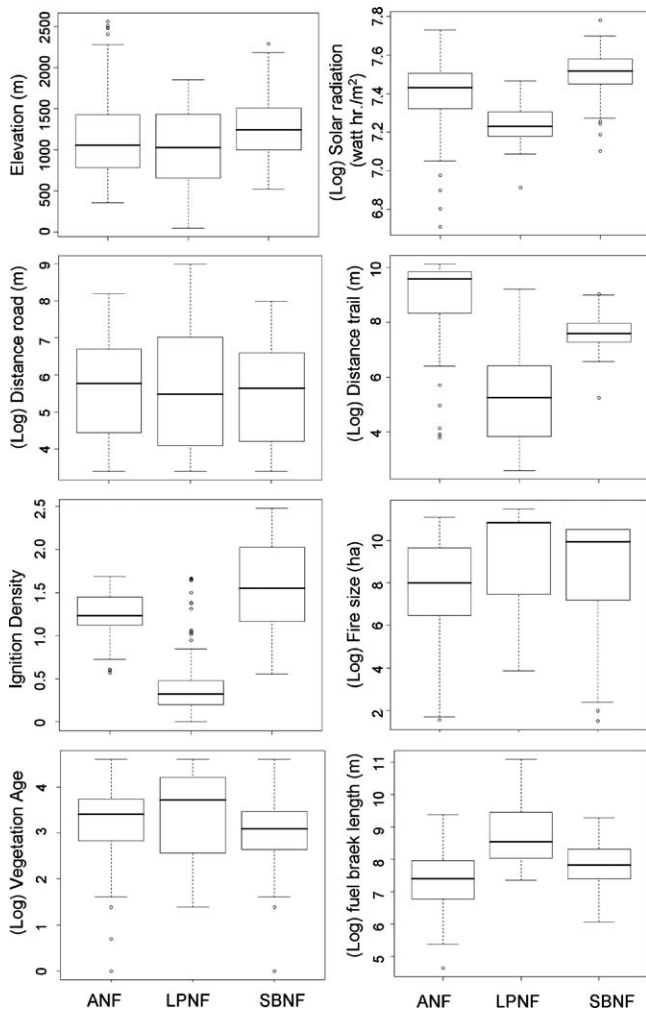 Elevation (m)
0 500 1000 1500 2000 2500
(Log) Solar radiation
(watt hr./m²)
6.8 7.0 7.2 7.4 7.6 7.8
(Log) Distance road (m)
4 5 6 7 8 9
(Log) Distance trail (m)
4 6 8 10
Ignition Density
0 0.5 1.0 1.5 2.0 2.5
(Log) Fire size (ha)
2 4 6 8 10
(Log) Vegetation Age
0 1 2 3 4
(Log) fuel braek length (m)
5 6 7 8 9 10 11
ANF LPNF SBNF
ANF LPNF SBNF